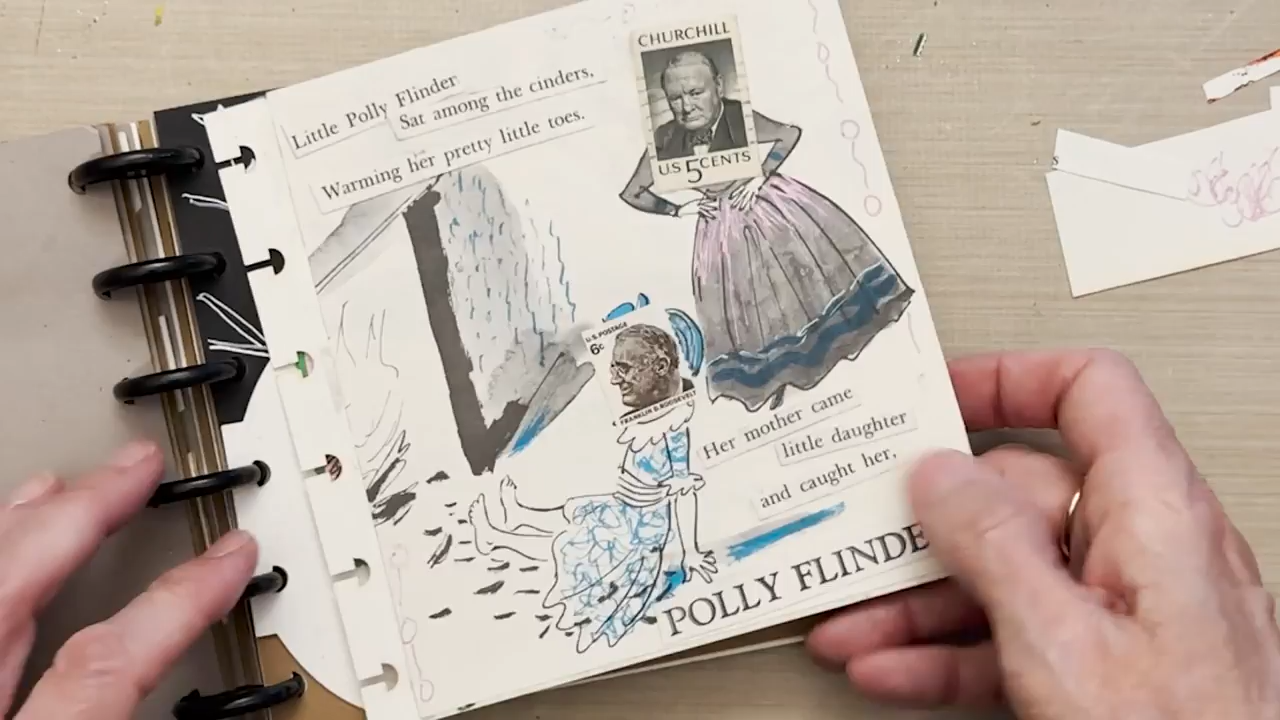 Little Polly Flinder
Sat among the cinders,
Warming her pretty little toes.
CHURCHILL
U.S 5 CENTS
U.S. POSTAGE
6c
FRANKLIN D. ROOSEVELT
Her mother came
little daughter
and caught her,
POLLY FLINDE
s